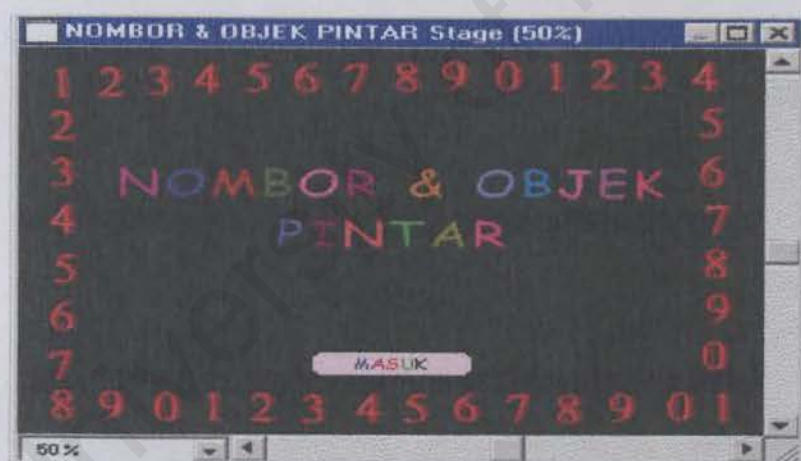 NOMBOR & OBJEK PINTAR Stage (50%)
1 2 3 4 5 6 7 8 9 0 1 2 3 4
2 5
3 NOMBOR & OBJEK 6
4 PINTAR 7
5 8
6 9
7 MASUK 0
8 9 0 1 2 3 4 5 6 7 8 9 0 1
50%